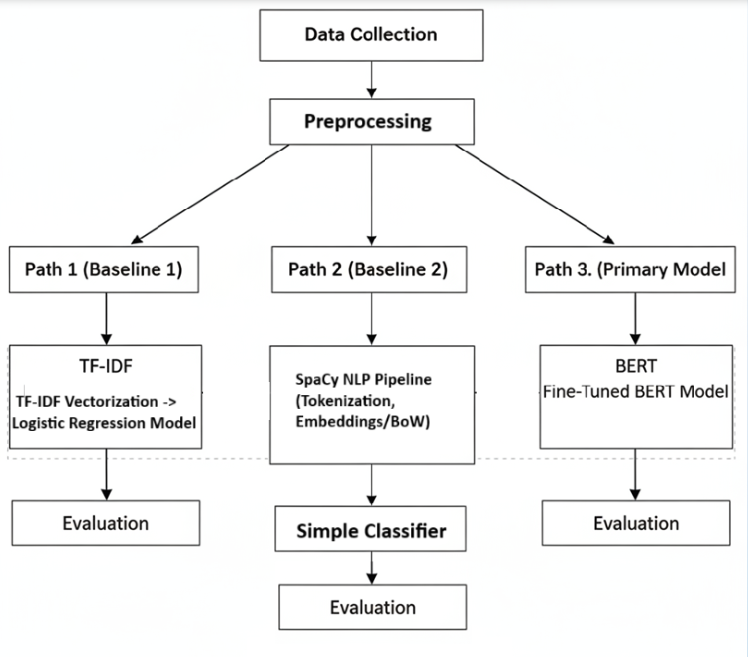 Data Collection
Preprocessing
Path 1 (Baseline 1)
Path 2 (Baseline 2)
Path 3. (Primary Model
TF-IDF
TF-IDF Vectorization ->
Logistic Regression Model
SpaCy NLP Pipeline
(Tokenization,
Embeddings/BoW)
BERT
Fine-Tuned BERT Model
Evaluation
Simple Classifier
Evaluation
Evaluation